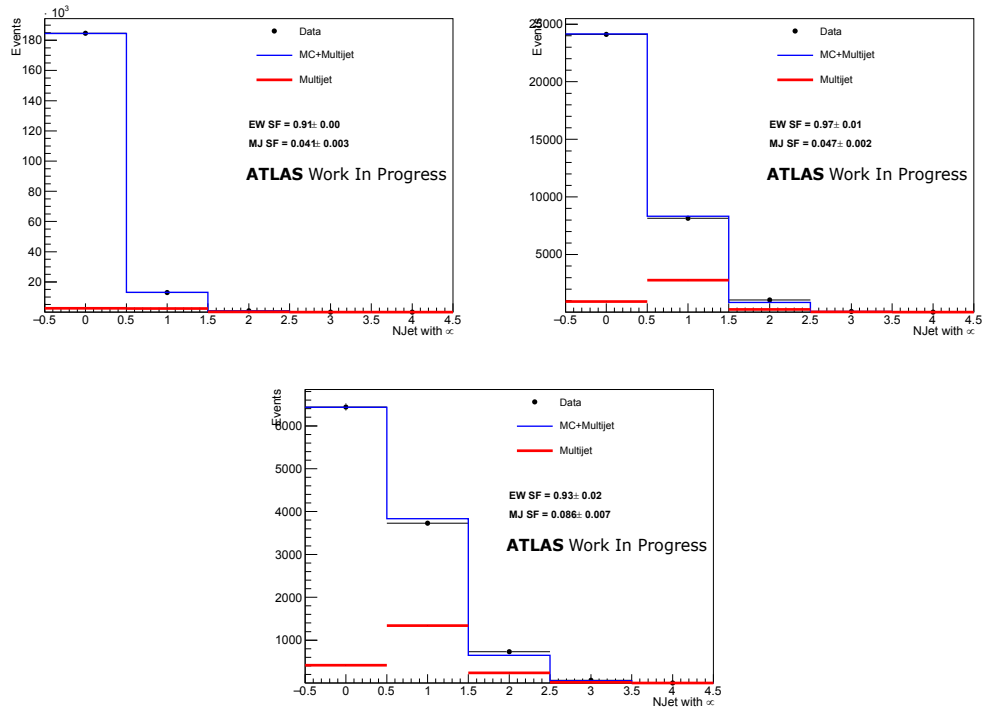 · 10³
Events
180
160
140
120
100
80
60
40
20
−0.5 0 0.5 1 1.5 2 2.5 3 3.5 4 4.5
NJet with ∝
Data
MC+Multijet
Multijet
EW SF = 0.91± 0.00
MJ SF = 0.041± 0.003
ATLAS Work In Progress
Events
25000
20000
15000
10000
5000
−0.5 0 0.5 1 1.5 2 2.5 3 3.5 4 4.5
NJet with ∝
Data
MC+Multijet
Multijet
EW SF = 0.97± 0.01
MJ SF = 0.047± 0.002
ATLAS Work In Progress
Events
6000
5000
4000
3000
2000
1000
−0.5 0 0.5 1 1.5 2 2.5 3 3.5 4 4.5
NJet with ∝
Data
MC+Multijet
Multijet
EW SF = 0.93± 0.02
MJ SF = 0.086± 0.007
ATLAS Work In Progress